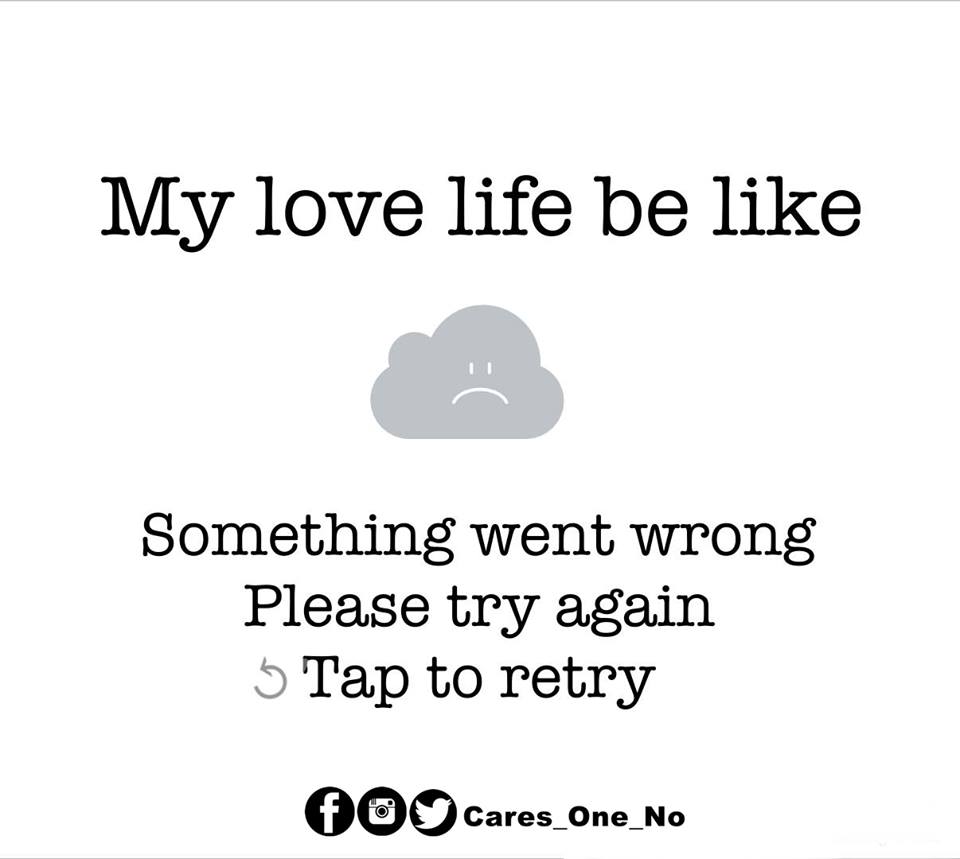 My love life be like
Something went wrong
Please try again
Tap to retry
Cares_One_No